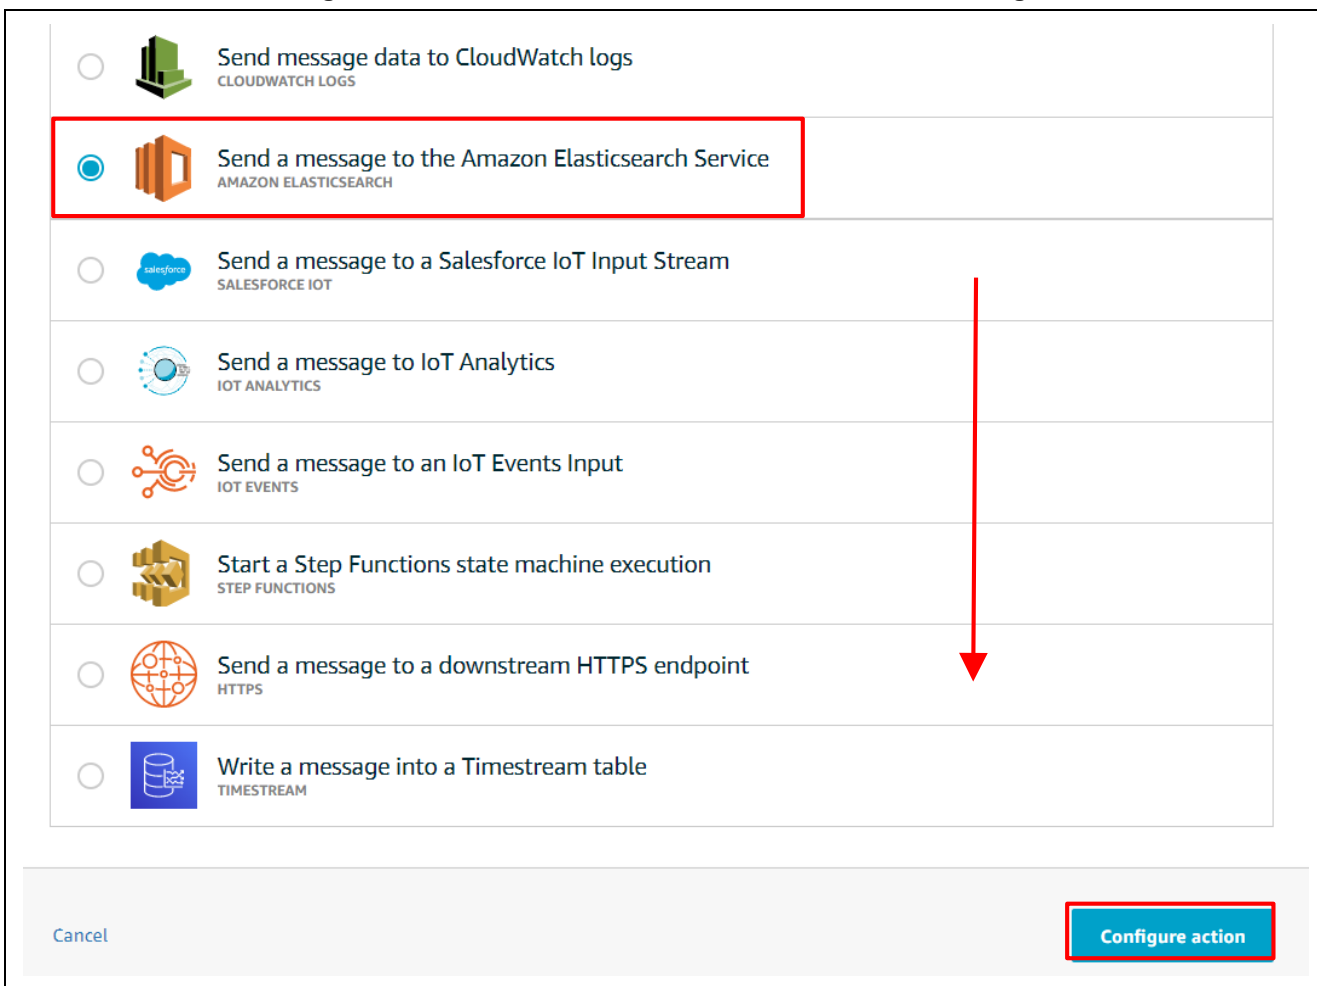 Send message data to CloudWatch logs
CLOUDWATCH LOGS
Send a message to the Amazon Elasticsearch Service
AMAZON ELASTICSEARCH
salesforce
Send a message to a Salesforce IoT Input Stream
SALESFORCE IOT
Send a message to IoT Analytics
IOT ANALYTICS
Send a message to an IoT Events Input
IOT EVENTS
Start a Step Functions state machine execution
STEP FUNCTIONS
Send a message to a downstream HTTPS endpoint
HTTPS
Write a message into a Timestream table
TIMESTREAM
Cancel
Configure action